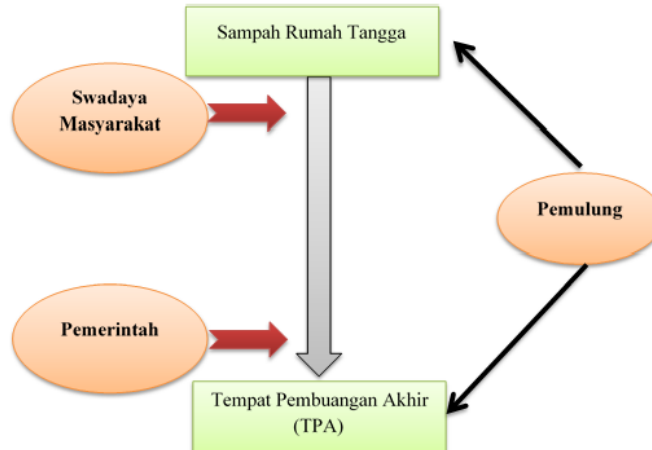 Sampah Rumah Tangga
Swadaya
Masyarakat
Pemulung
Pemerintah
Tempat Pembuangan Akhir
(TPA)